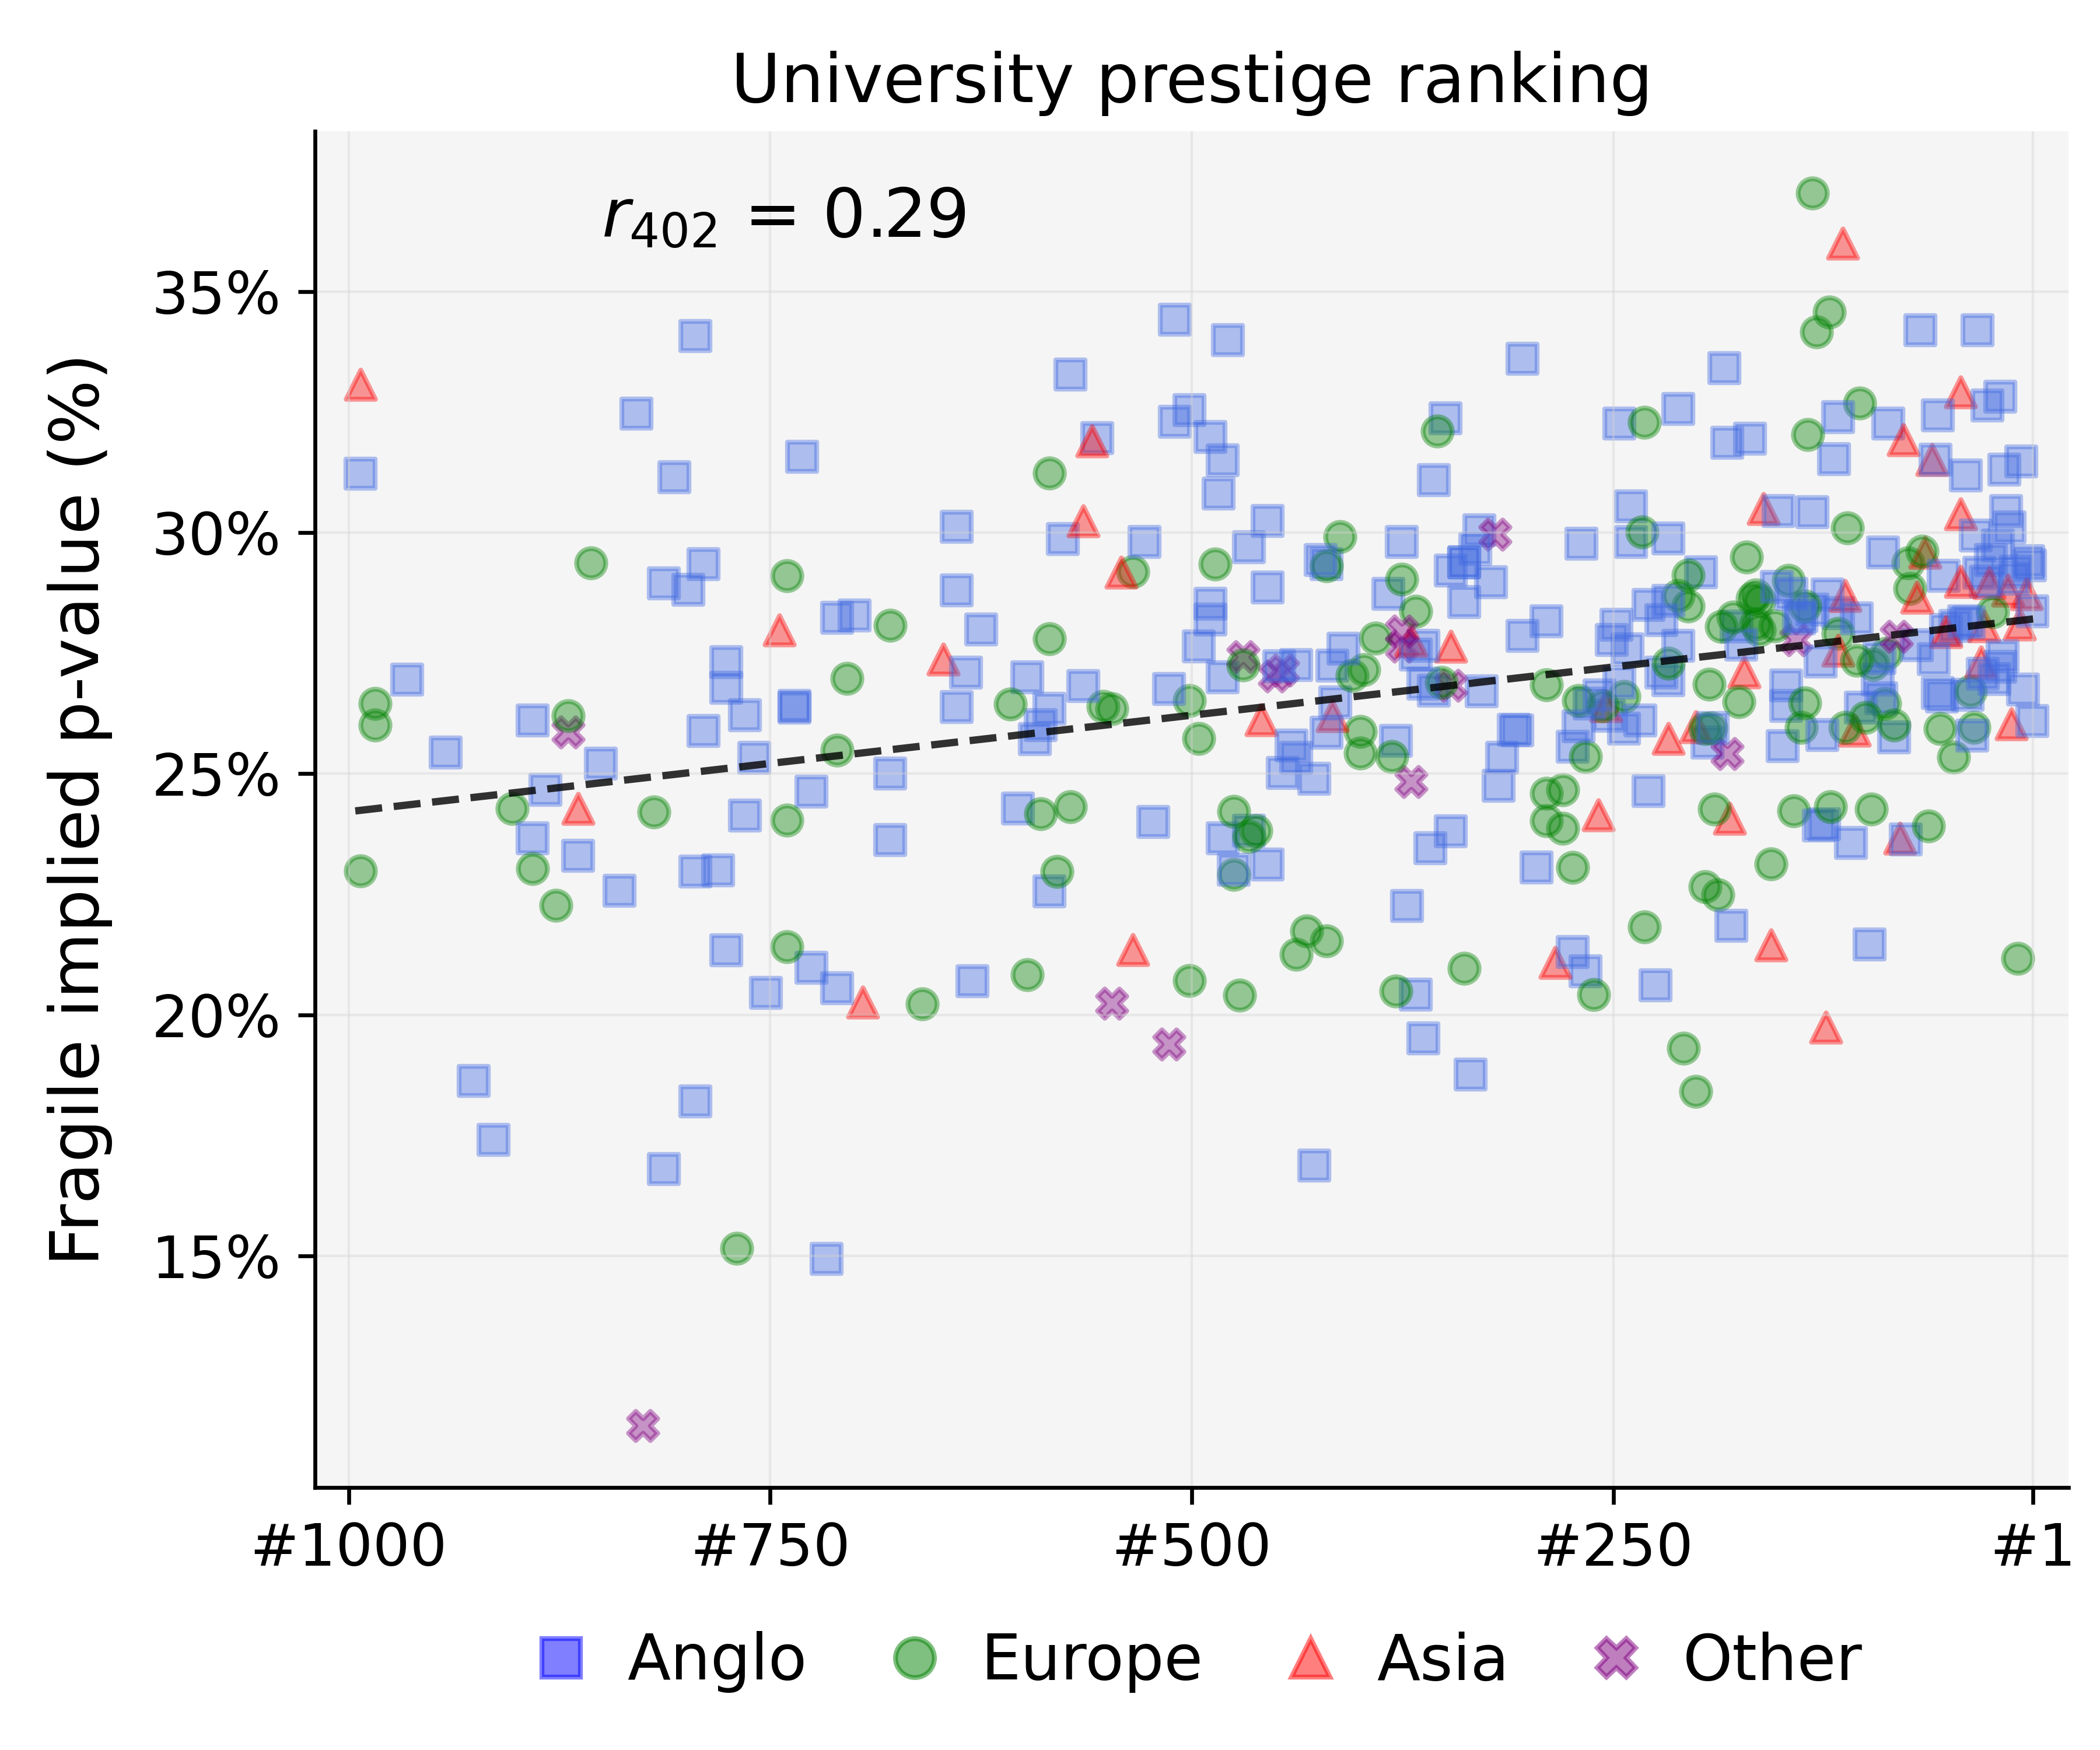 University prestige ranking
r402 = 0.29
Fragile implied p-value (%)
35%
30%
25%
20%
15%
#1000 #750 #500 #250 #1
Anglo Europe Asia Other